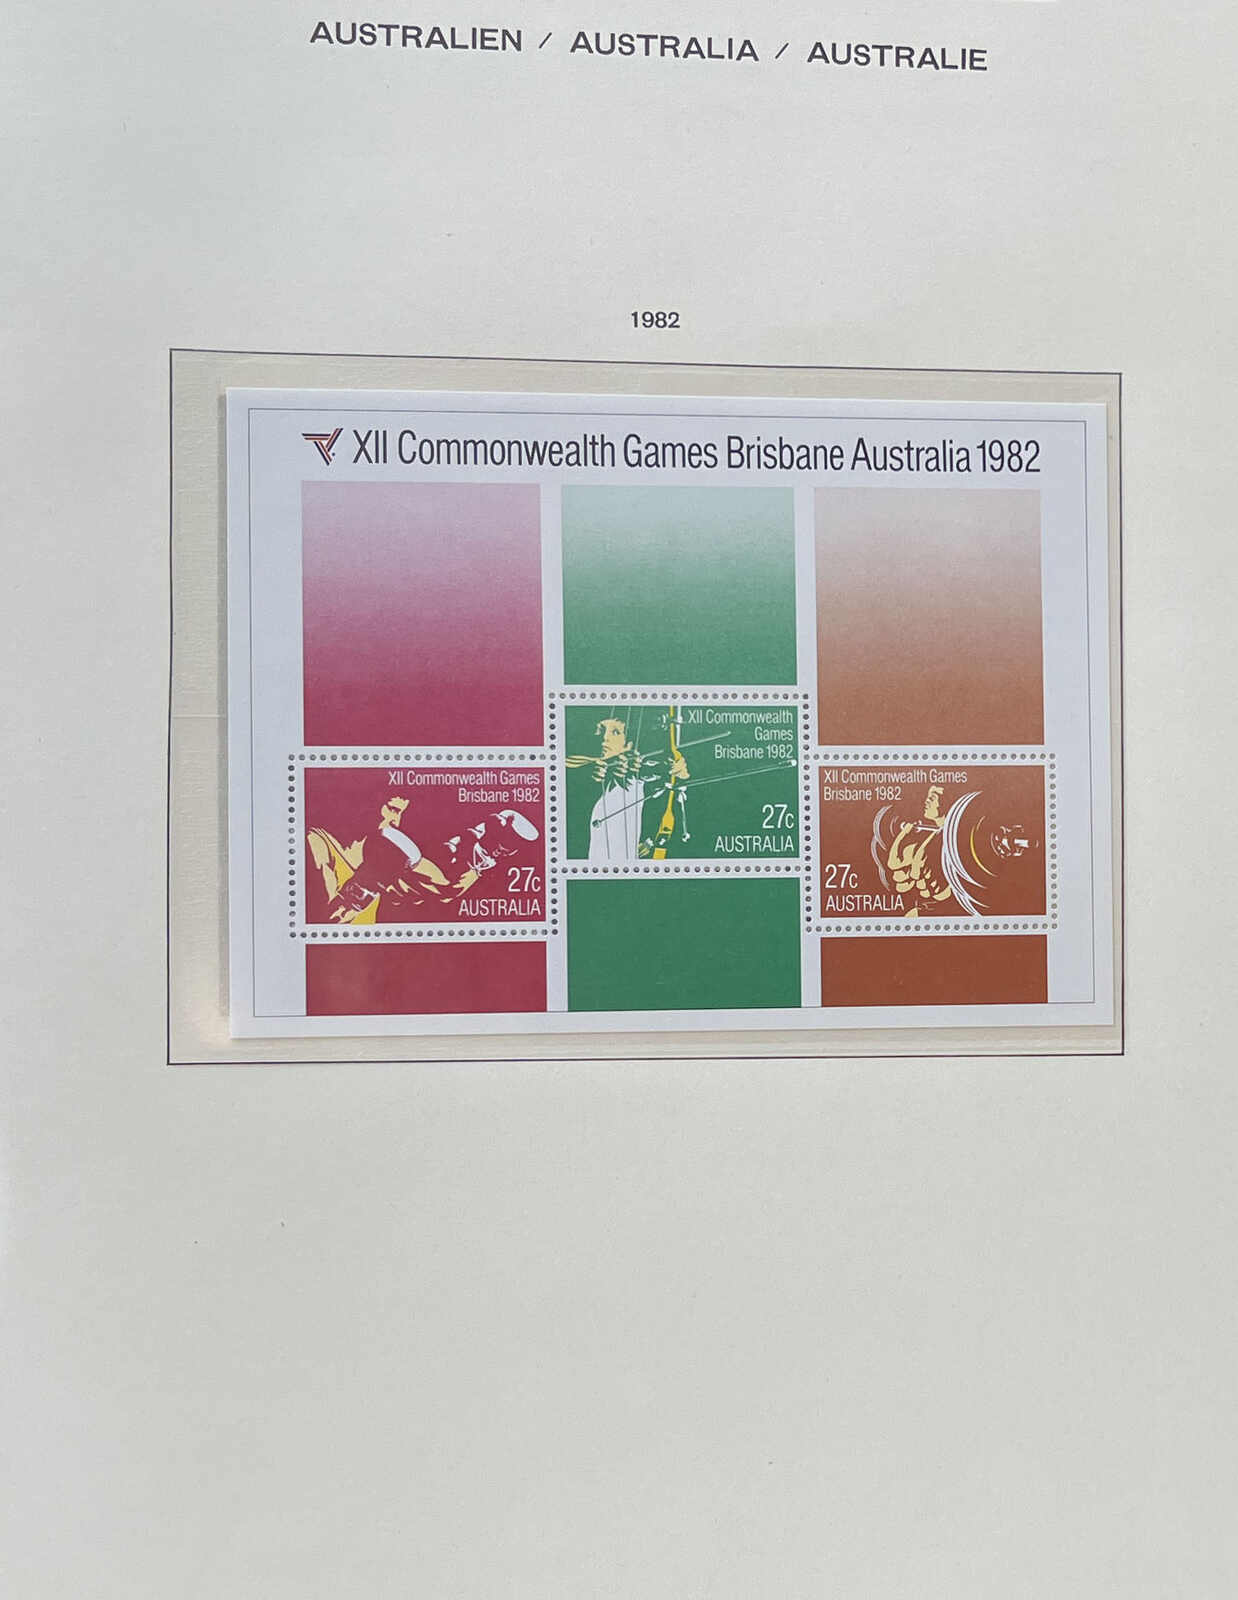 AUSTRALIEN / AUSTRALIA / AUSTRALIE
1982
XII Commonwealth Games Brisbane Australia 1982
XII Commonwealth Games
Brisbane 1982
27c
AUSTRALIA
XII Commonwealth
Games
Brisbane 1982
27c
AUSTRALIA
XII Commonwealth Games
Brisbane 1982
27c
AUSTRALIA